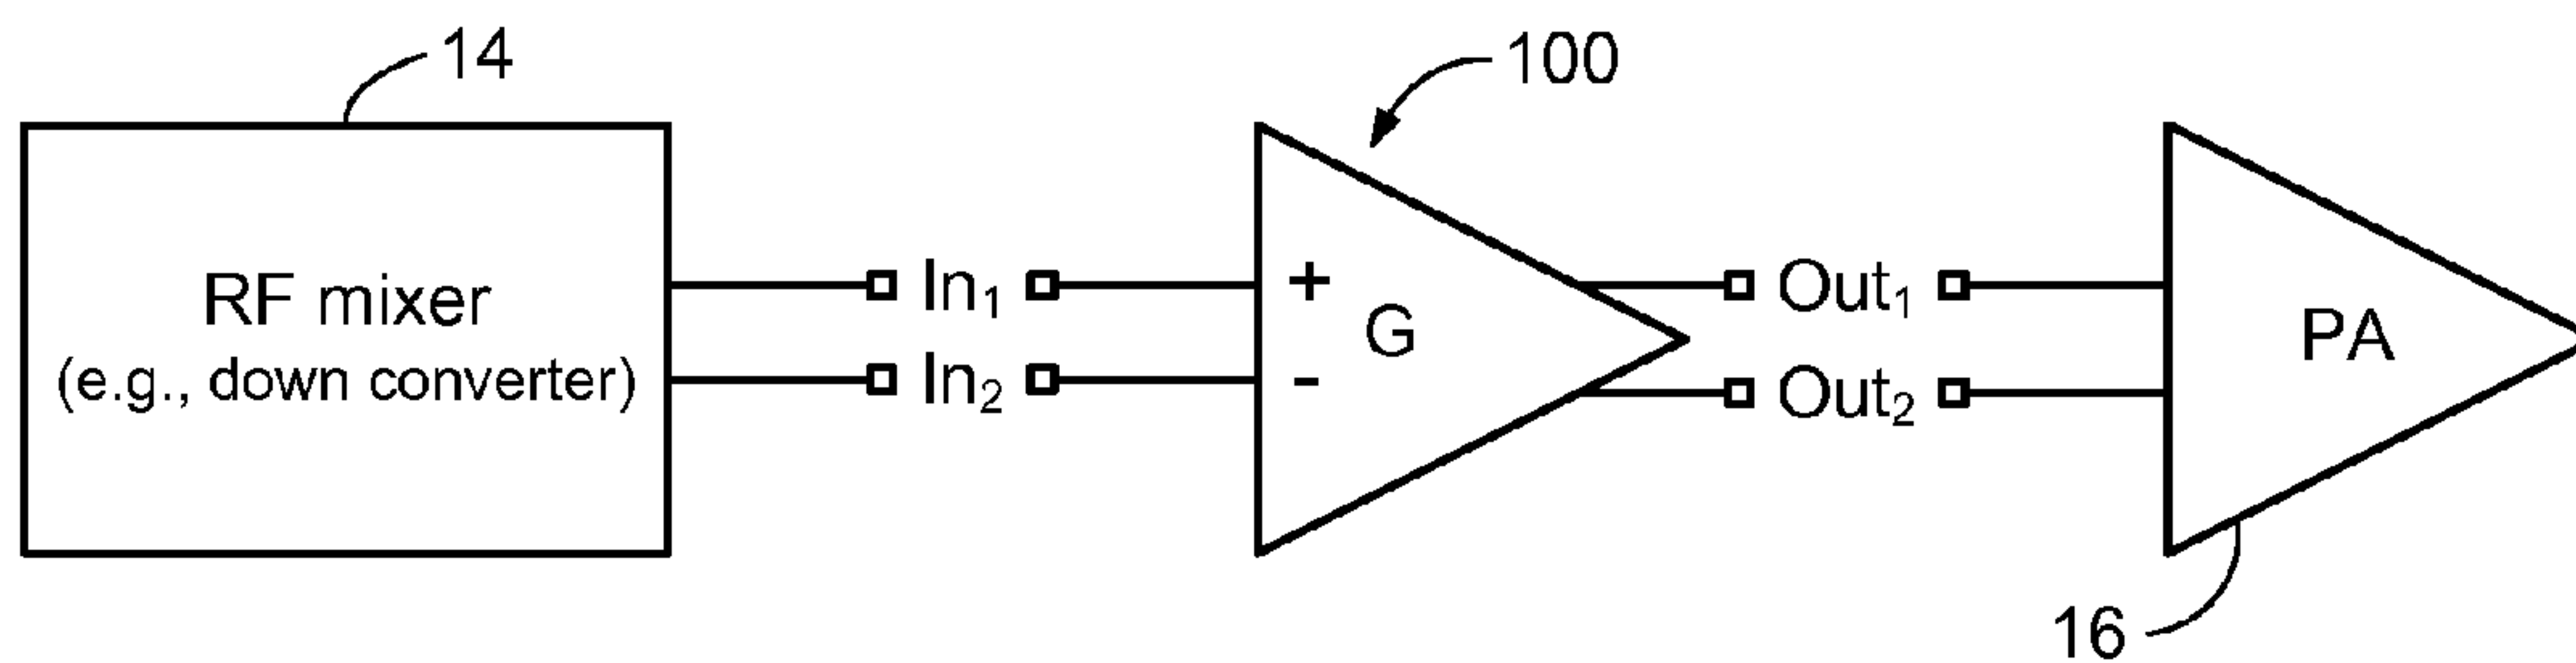 14
100
RF mixer
(e.g., down converter)
In₁
In₂
+
G
-
Out₁
Out₂
PA
16